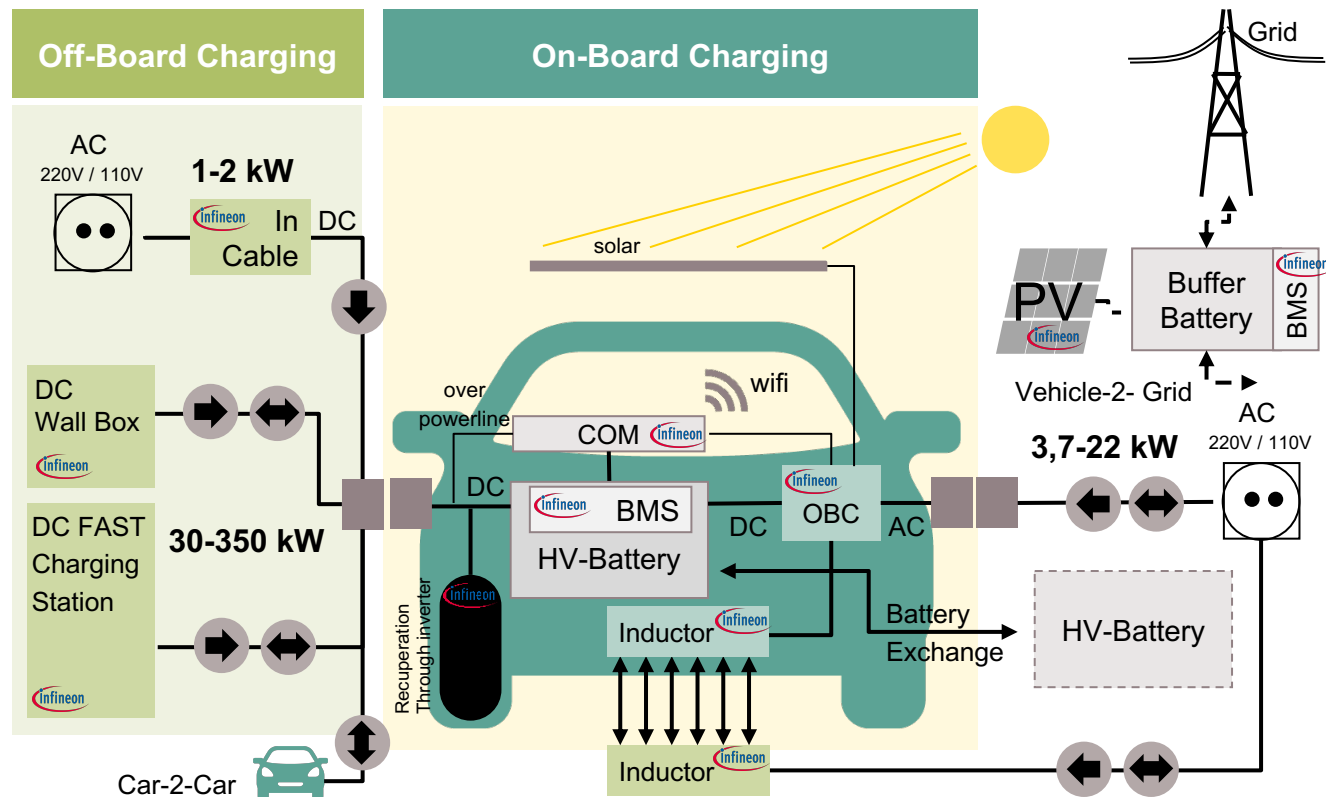 Off-Board Charging
On-Board Charging
Grid
AC
220V / 110V
1-2 kW
infineon
In
Cable
DC
solar
PV
infineon
Buffer
Battery
infineon
BMS
Vehicle-2- Grid
DC
Wall Box
infineon
over
powerline
wifi
COM
infineon
AC
220V / 110V
3,7-22 kW
DC
infineon
BMS
HV-Battery
DC
infineon
OBC
AC
DC FAST
Charging
Station
infineon
30-350 kW
Recuperation
Through inverter
infineon
Inductor
infineon
Battery
Exchange
HV-Battery
Inductor
infineon
Car-2-Car